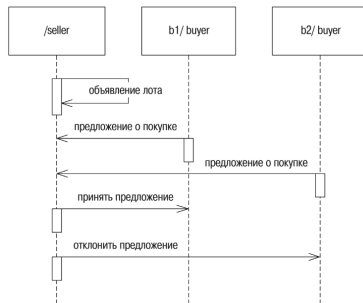 /seller
b1/ buyer
b2/ buyer
объявление лота
предложение о покупке
предложение о покупке
принять предложение
отклонить предложение